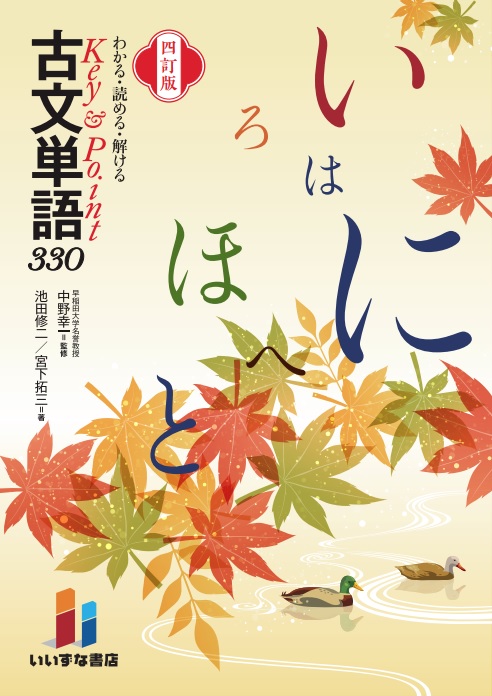 四訂版
わかる・読める・解ける
Key & Point
古文単語
330
早稲田大学名誉教授
中野幸一=監修
池田修二/宮下拓三=著
い
ろ
は
に
ほ
へ
と
いいずな書店